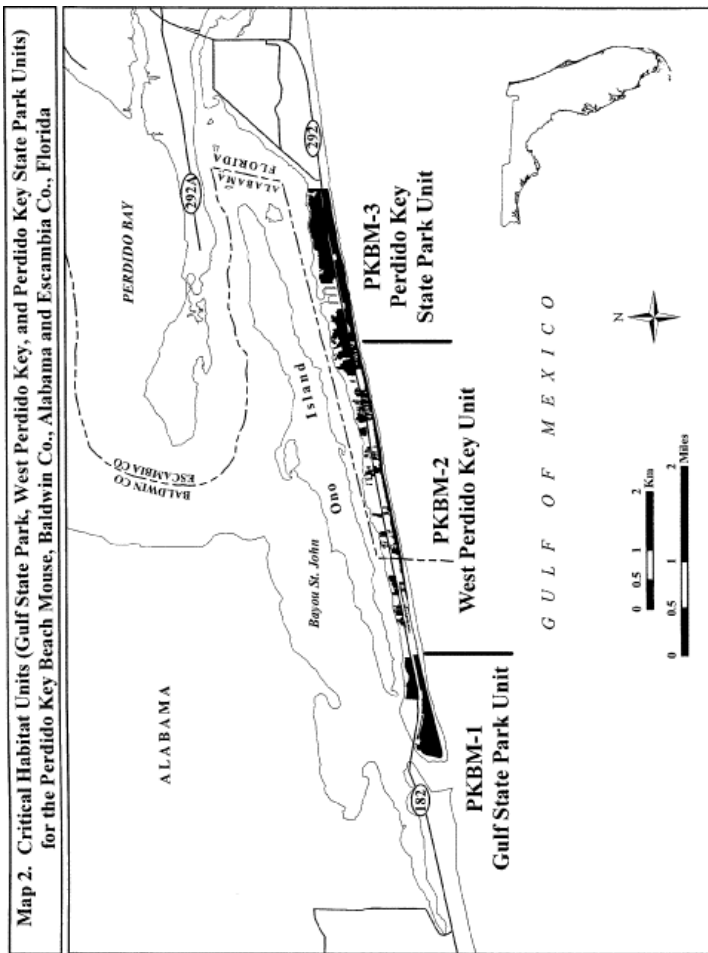 Map 2. Critical Habitat Units (Gulf State Park, West Perdido Key, and Perdido Key State Park Units)
for the Perdido Key Beach Mouse, Baldwin Co., Alabama and Escambia Co., Florida
PERDIDO BAY
292A
BALDWIN CO
ESCAMBIA CO
ALABAMA
FLORIDA
ALABAMA
292
Bayou St. John
Ono Island
182
PKBM-1
Gulf State Park Unit
PKBM-2
West Perdido Key Unit
PKBM-3
Perdido Key
State Park Unit
GULF OF MEXICO
N
0 0.5 1 2
Km
0 0.5 1 2
Miles